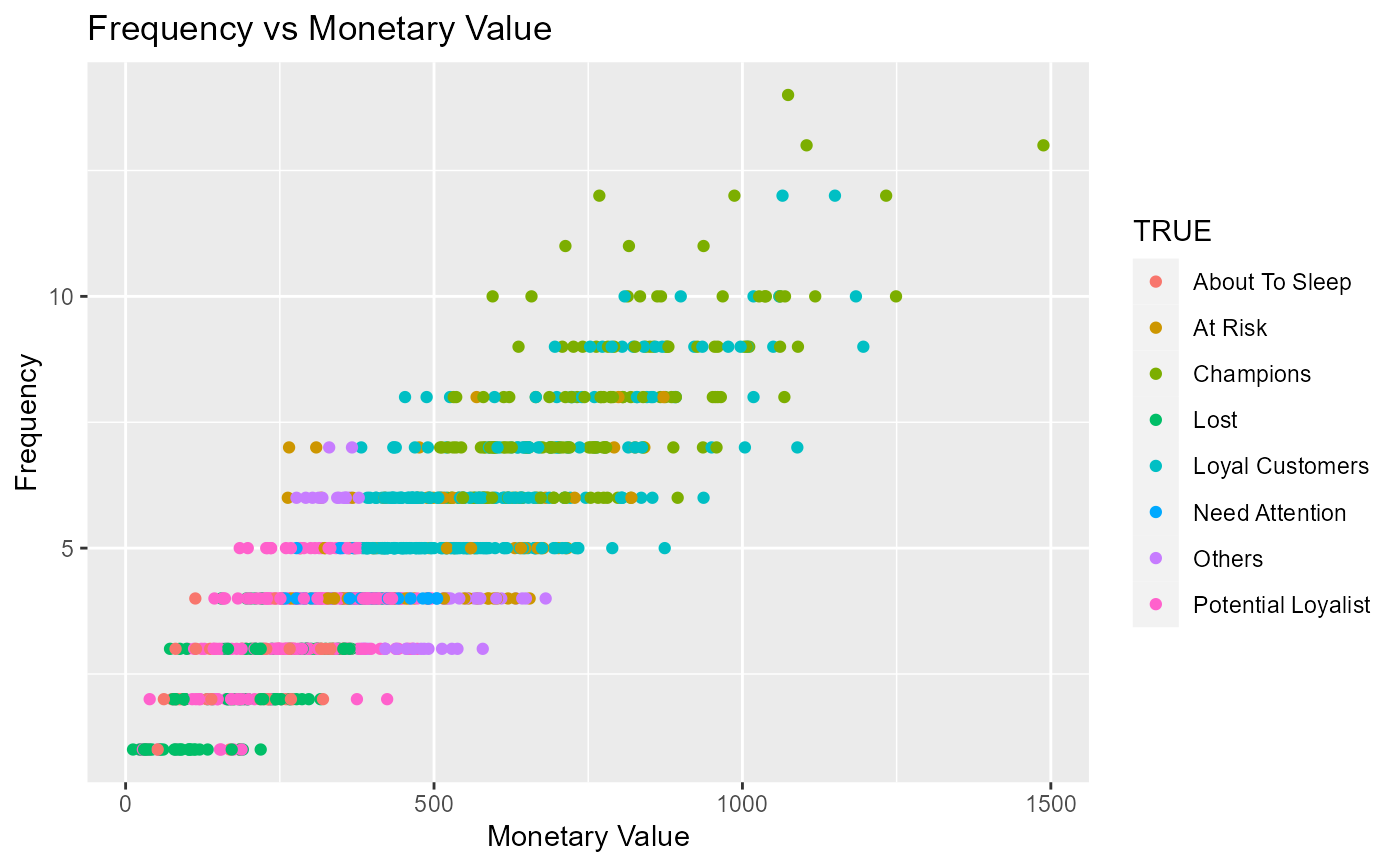 Frequency vs Monetary Value
Frequency
10
5
0
500
1000
1500
Monetary Value
TRUE
About To Sleep
At Risk
Champions
Lost
Loyal Customers
Need Attention
Others
Potential Loyalist